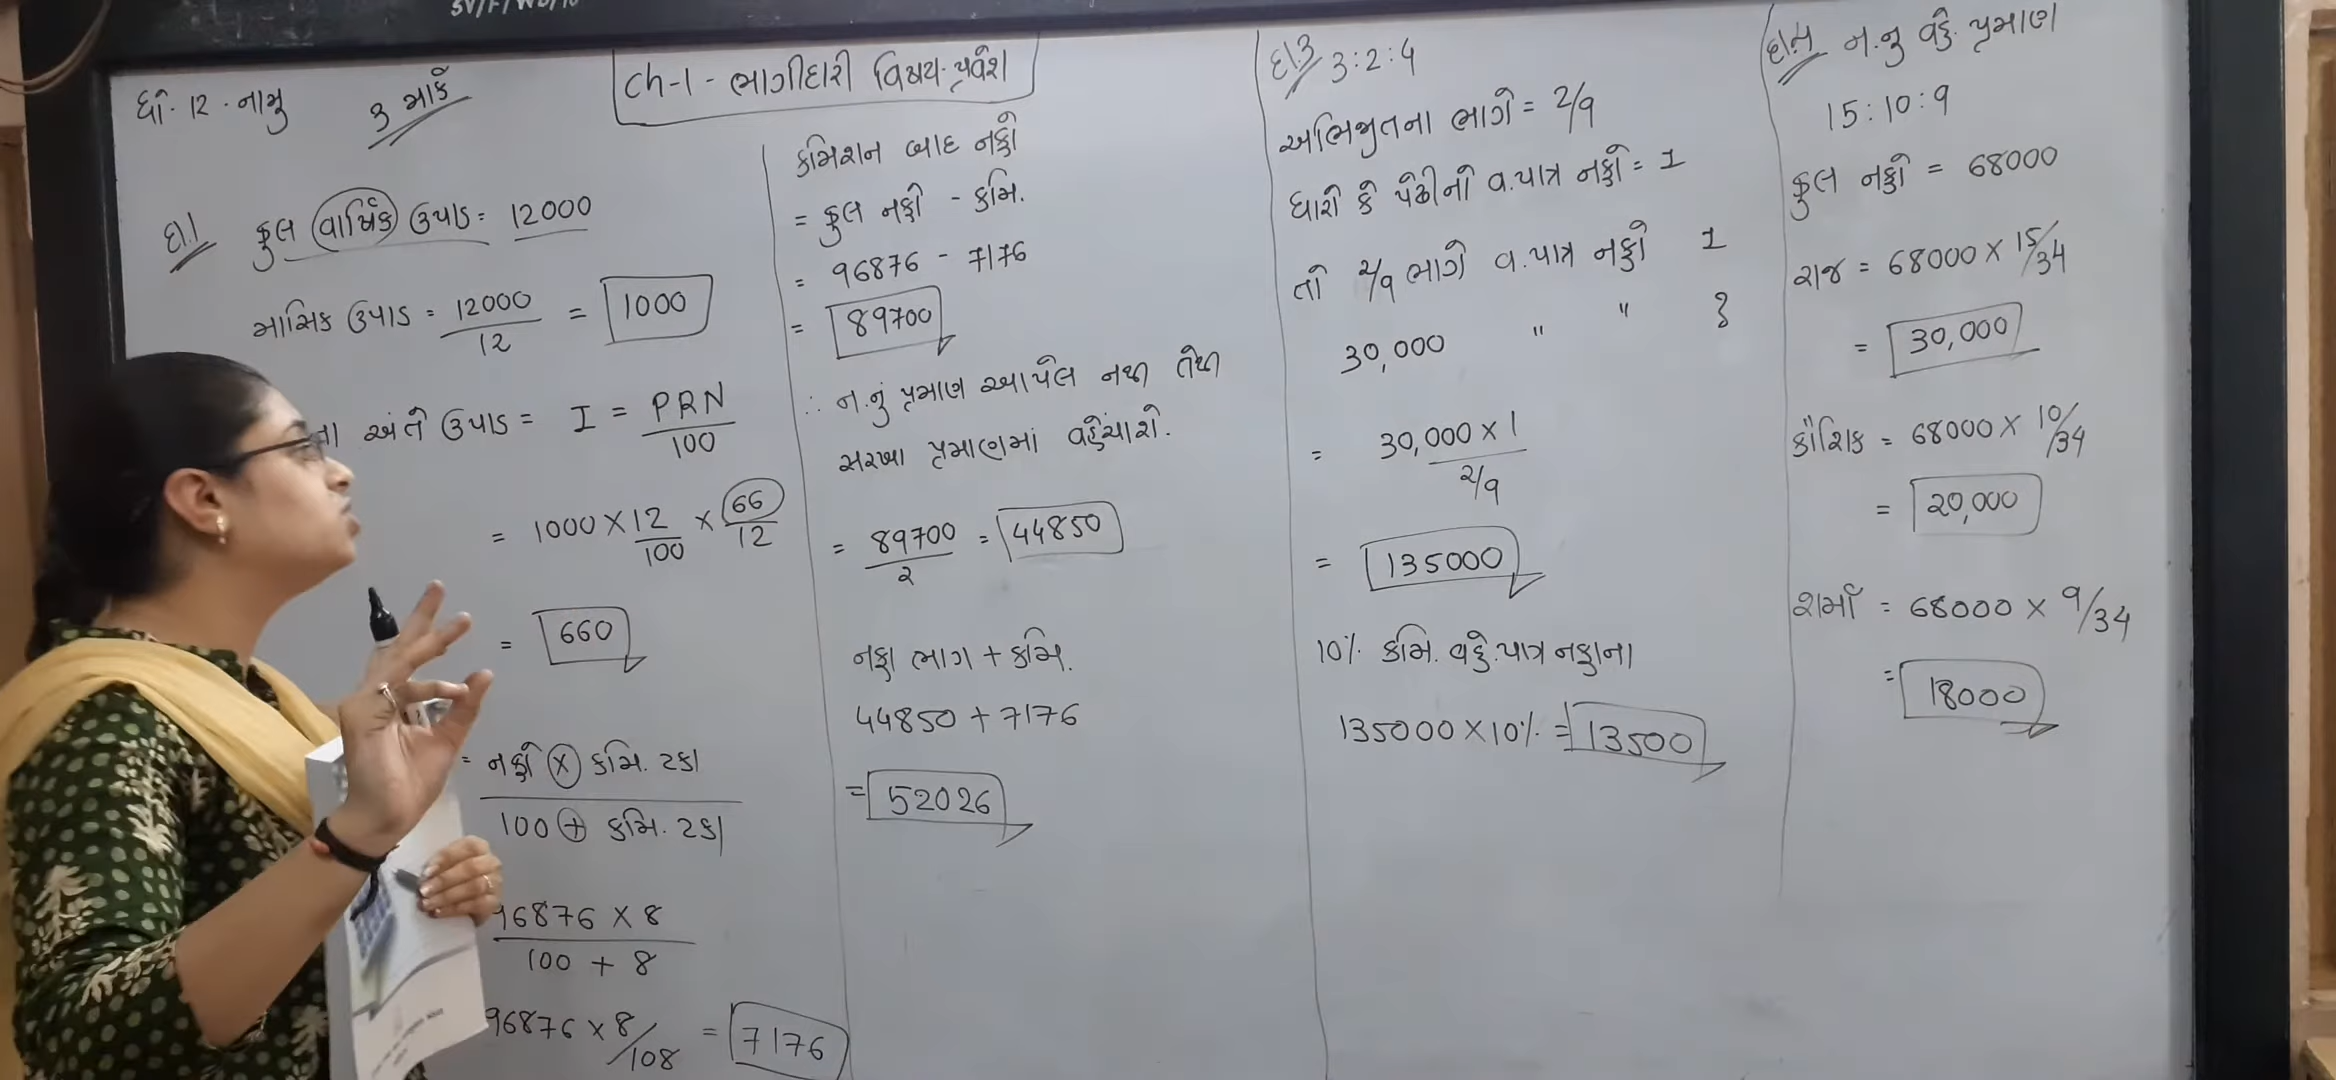 ધો. 12 . નામુ
3 માર્ક
Ch-1 - ભાગીદારી વિષય-પ્રવેશ
દા.1 કુલ વાર્ષિક ઉપાડ = 12000
માસિક ઉપાડ = 12000/12 = 1000
અંતે ઉપાડ = I = PRN/100
= 1000 × 12/100 × 66/12
= 660
= નફો × કમિ. ટકા
100 + કમિ. ટકા
96876 × 8
100 + 8
96876 × 8/108 = 7176
કમિશન બાદ નફો
= કુલ નફો - કમિ.
= 96876 - 7176
= 89700
∴ ન.નું પ્રમાણ આપેલ નથી તેથી
સરખા પ્રમાણમાં વહેંચાશે.
= 89700/2 = 44850
નફા ભાગ + કમિ.
44850 + 7176
= 52026
દા.3 3:2:4
અભિજીતના ભાગે = 2/9
ધારો કે પેઢીનો વ.પાત્ર નફો = 1
તો 2/9 ભાગે વ.પાત્ર નફો 1
30,000 " " ?
= 30,000 × 1
2/9
= 135000
10% કમિ. વહે.પાત્ર નફાના
135000 × 10% = 13500
ન.નુ વહે. પ્રમાણ
15:10:9
કુલ નફો = 68000
રાજ = 68000 × 15/34
= 30,000
કૌશિક = 68000 × 10/34
= 20,000
શર્મા = 68000 × 9/34
= 18000